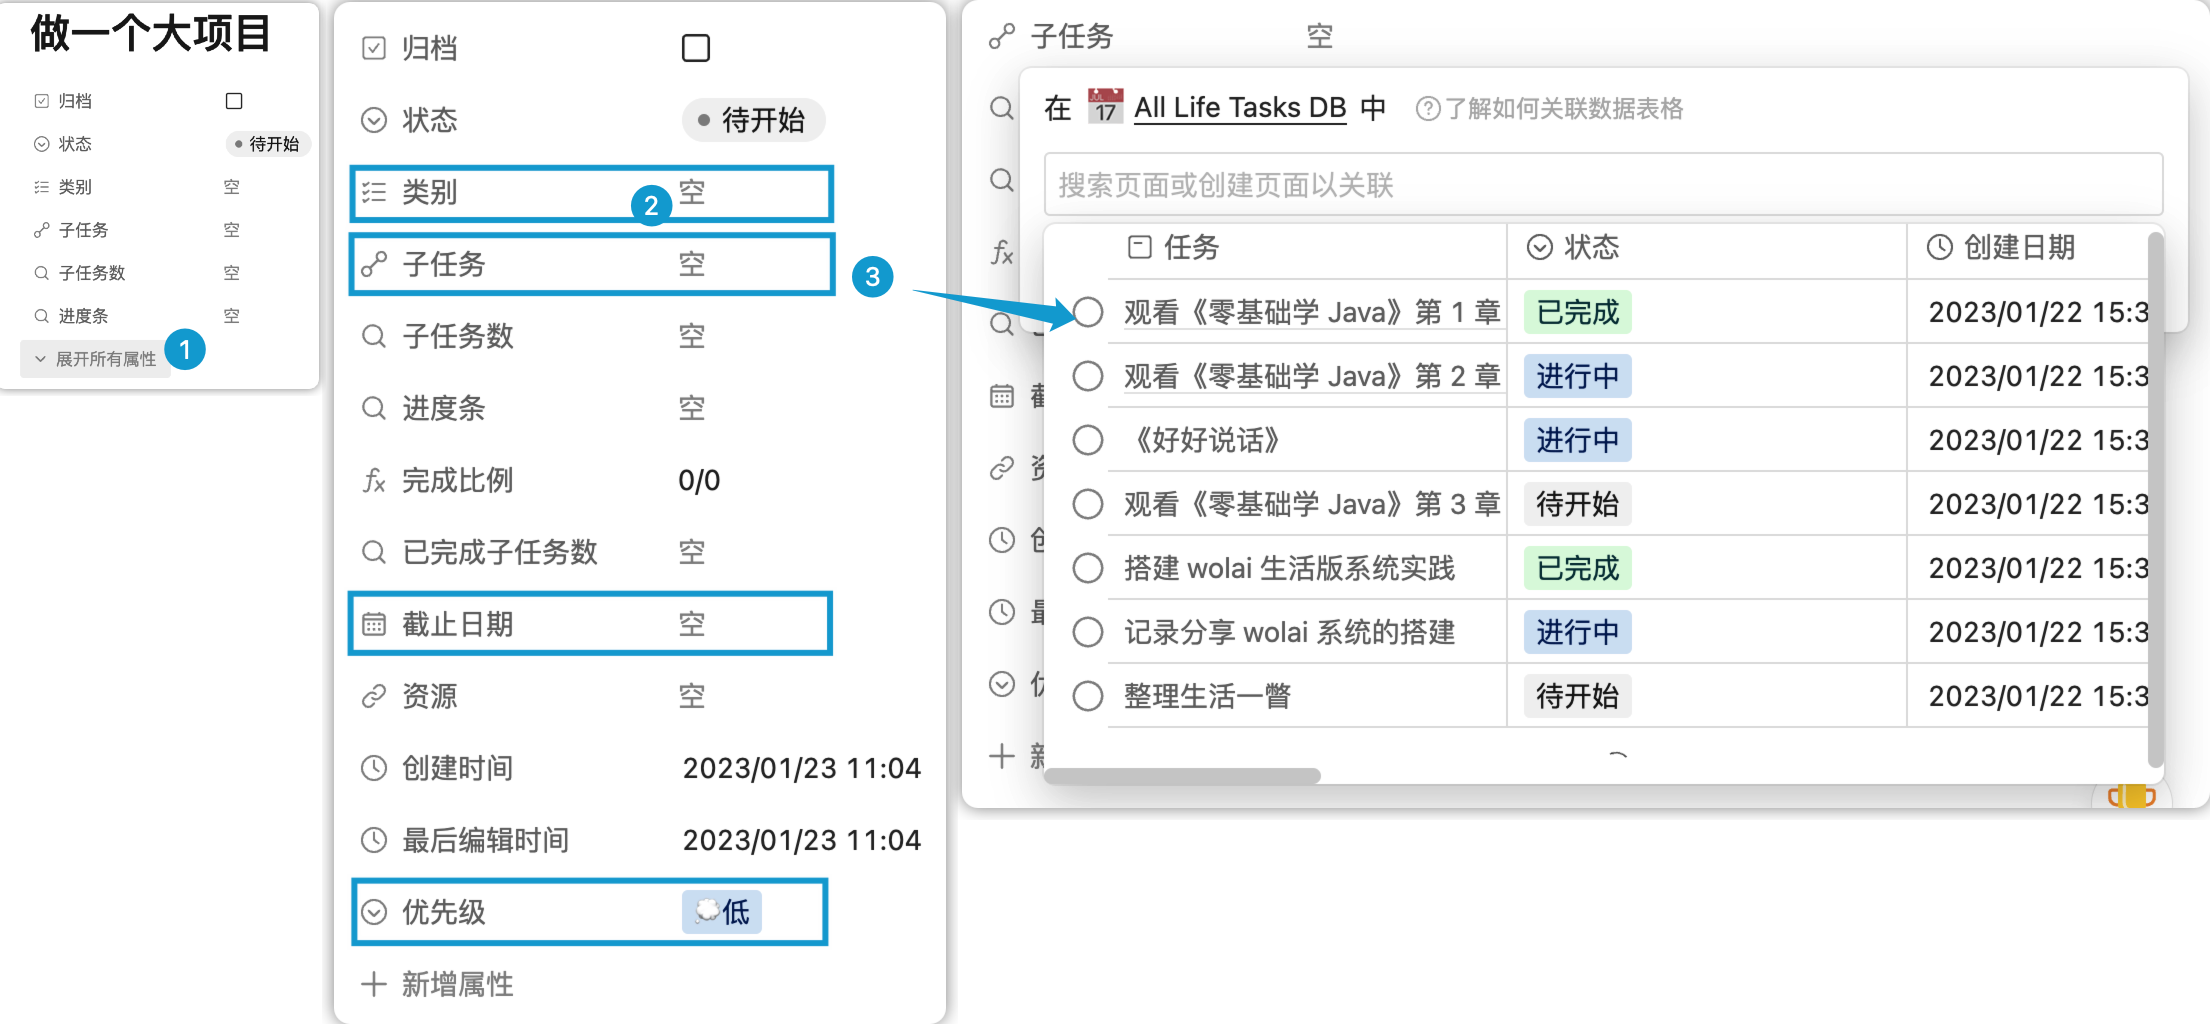 做一个大项目
归档
状态 待开始
类别 空
子任务 空
子任务数 空
进度条 空
展开所有属性 1
归档
状态 待开始
类别 2 空
子任务 空 3
子任务数 空
进度条 空
完成比例 0/0
已完成子任务数 空
截止日期 空
资源 空
创建时间 2023/01/23 11:04
最后编辑时间 2023/01/23 11:04
优先级 低
新增属性
子任务 空
在 JUL 17 All Life Tasks DB 中 了解如何关联数据表格
搜索页面或创建页面以关联
任务 状态 创建日期
观看《零基础学 Java》第 1 章 已完成 2023/01/22 15:3
观看《零基础学 Java》第 2 章 进行中 2023/01/22 15:3
《好好说话》 进行中 2023/01/22 15:3
观看《零基础学 Java》第 3 章 待开始 2023/01/22 15:3
搭建 wolai 生活版系统实践 已完成 2023/01/22 15:3
记录分享 wolai 系统的搭建 进行中 2023/01/22 15:3
整理生活一瞥 待开始 2023/01/22 15:3